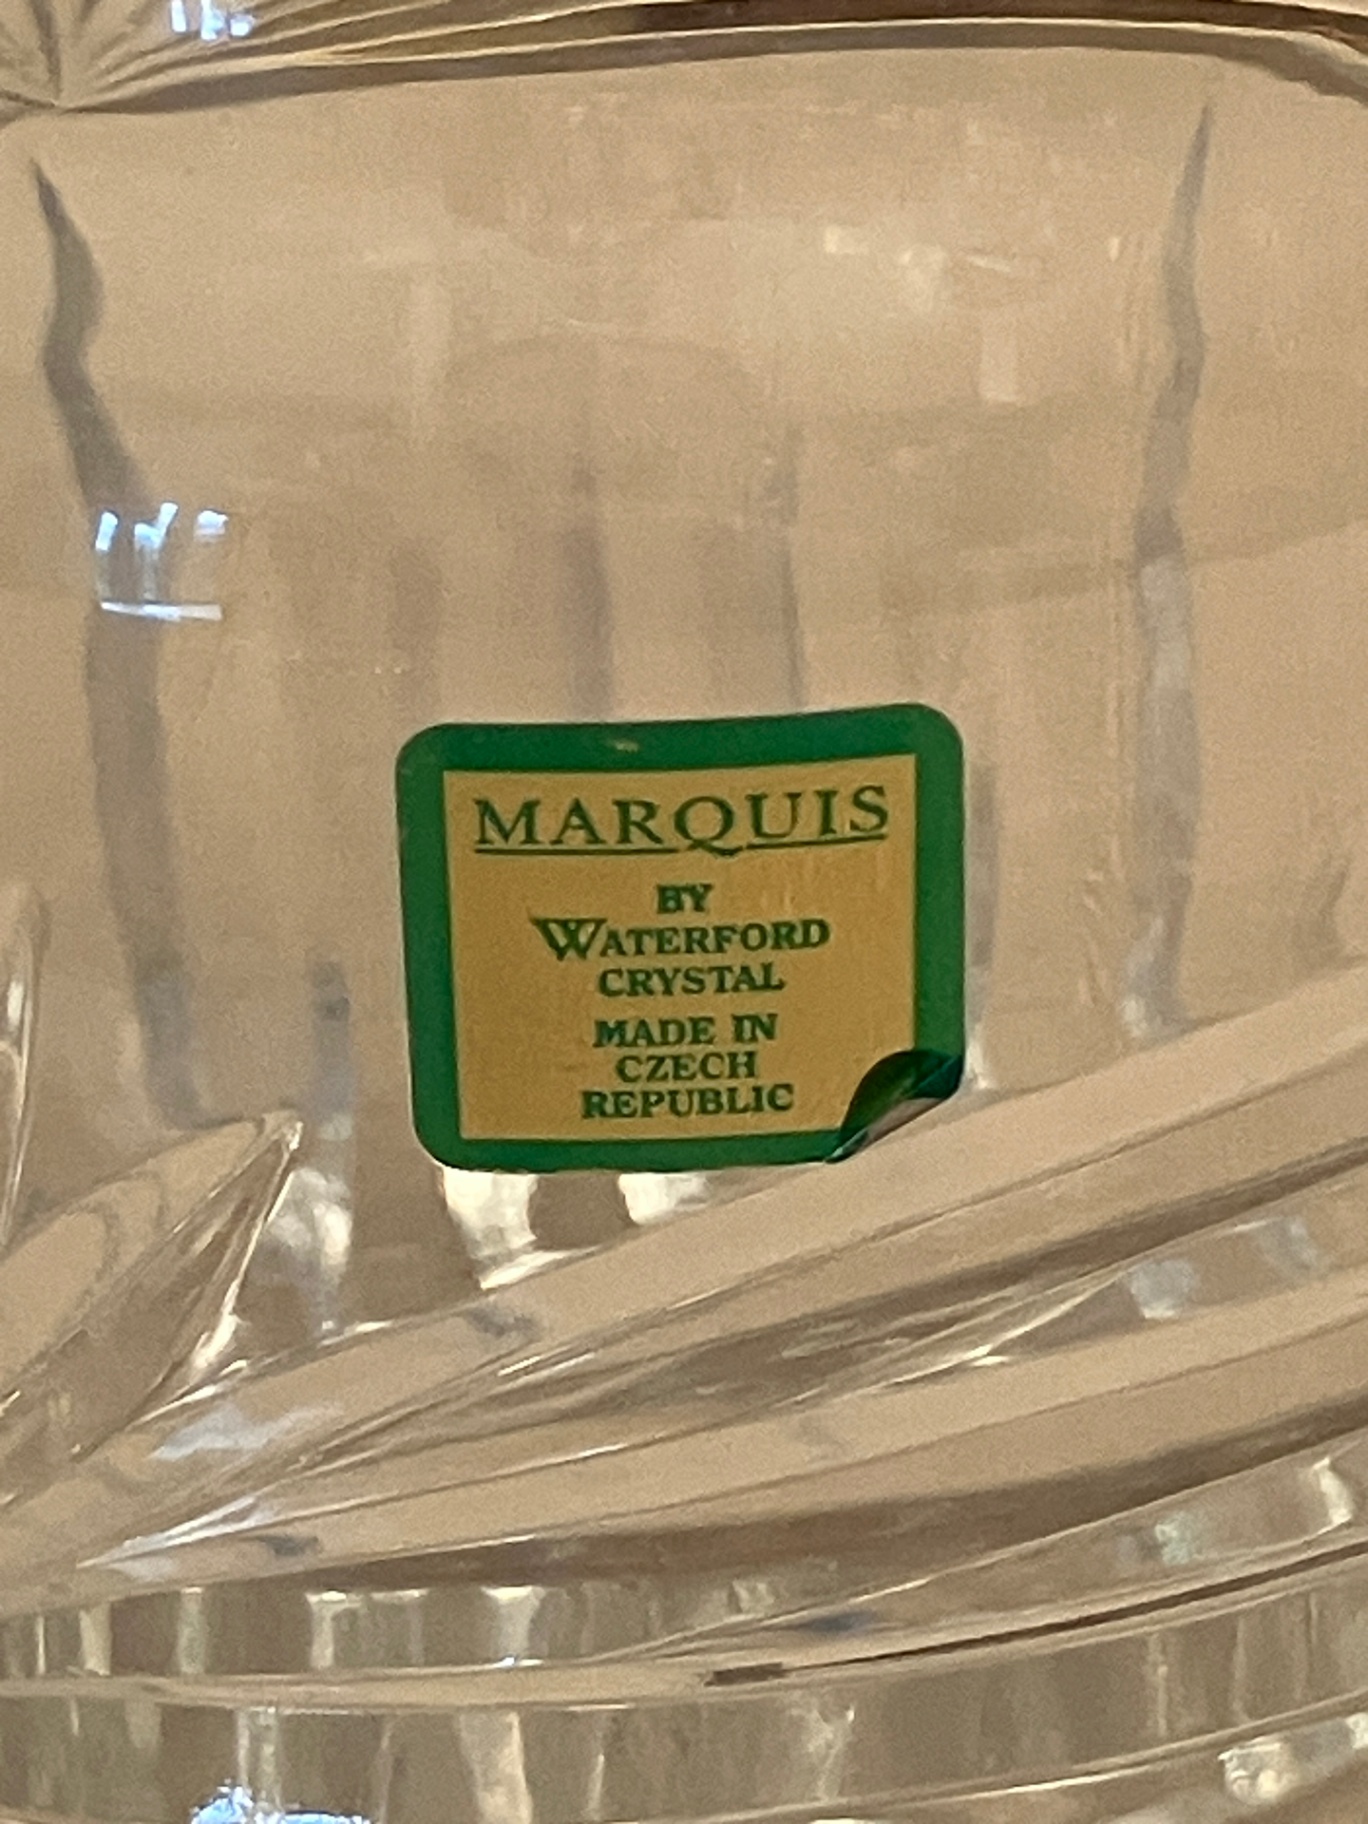 MARQUIS
BY
WATERFORD
CRYSTAL
MADE IN
CZECH
REPUBLIC